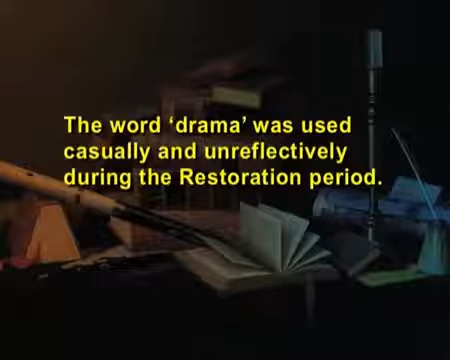 The word ‘drama’ was used
casually and unreflectively
during the Restoration period.